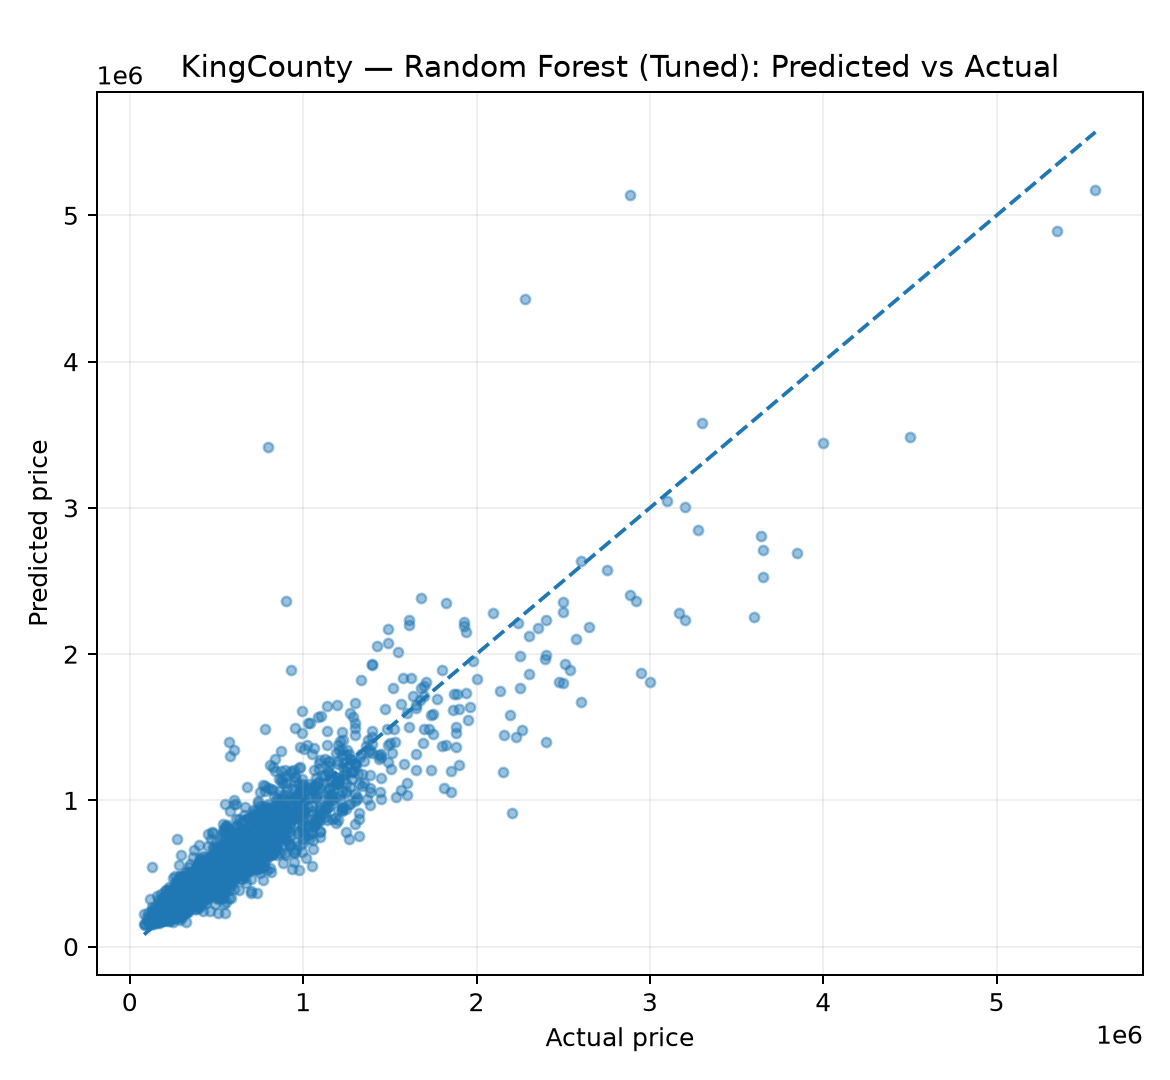 KingCounty — Random Forest (Tuned): Predicted vs Actual
1e6
5
4
3
2
1
0
Predicted price
0 1 2 3 4 5
Actual price
1e6